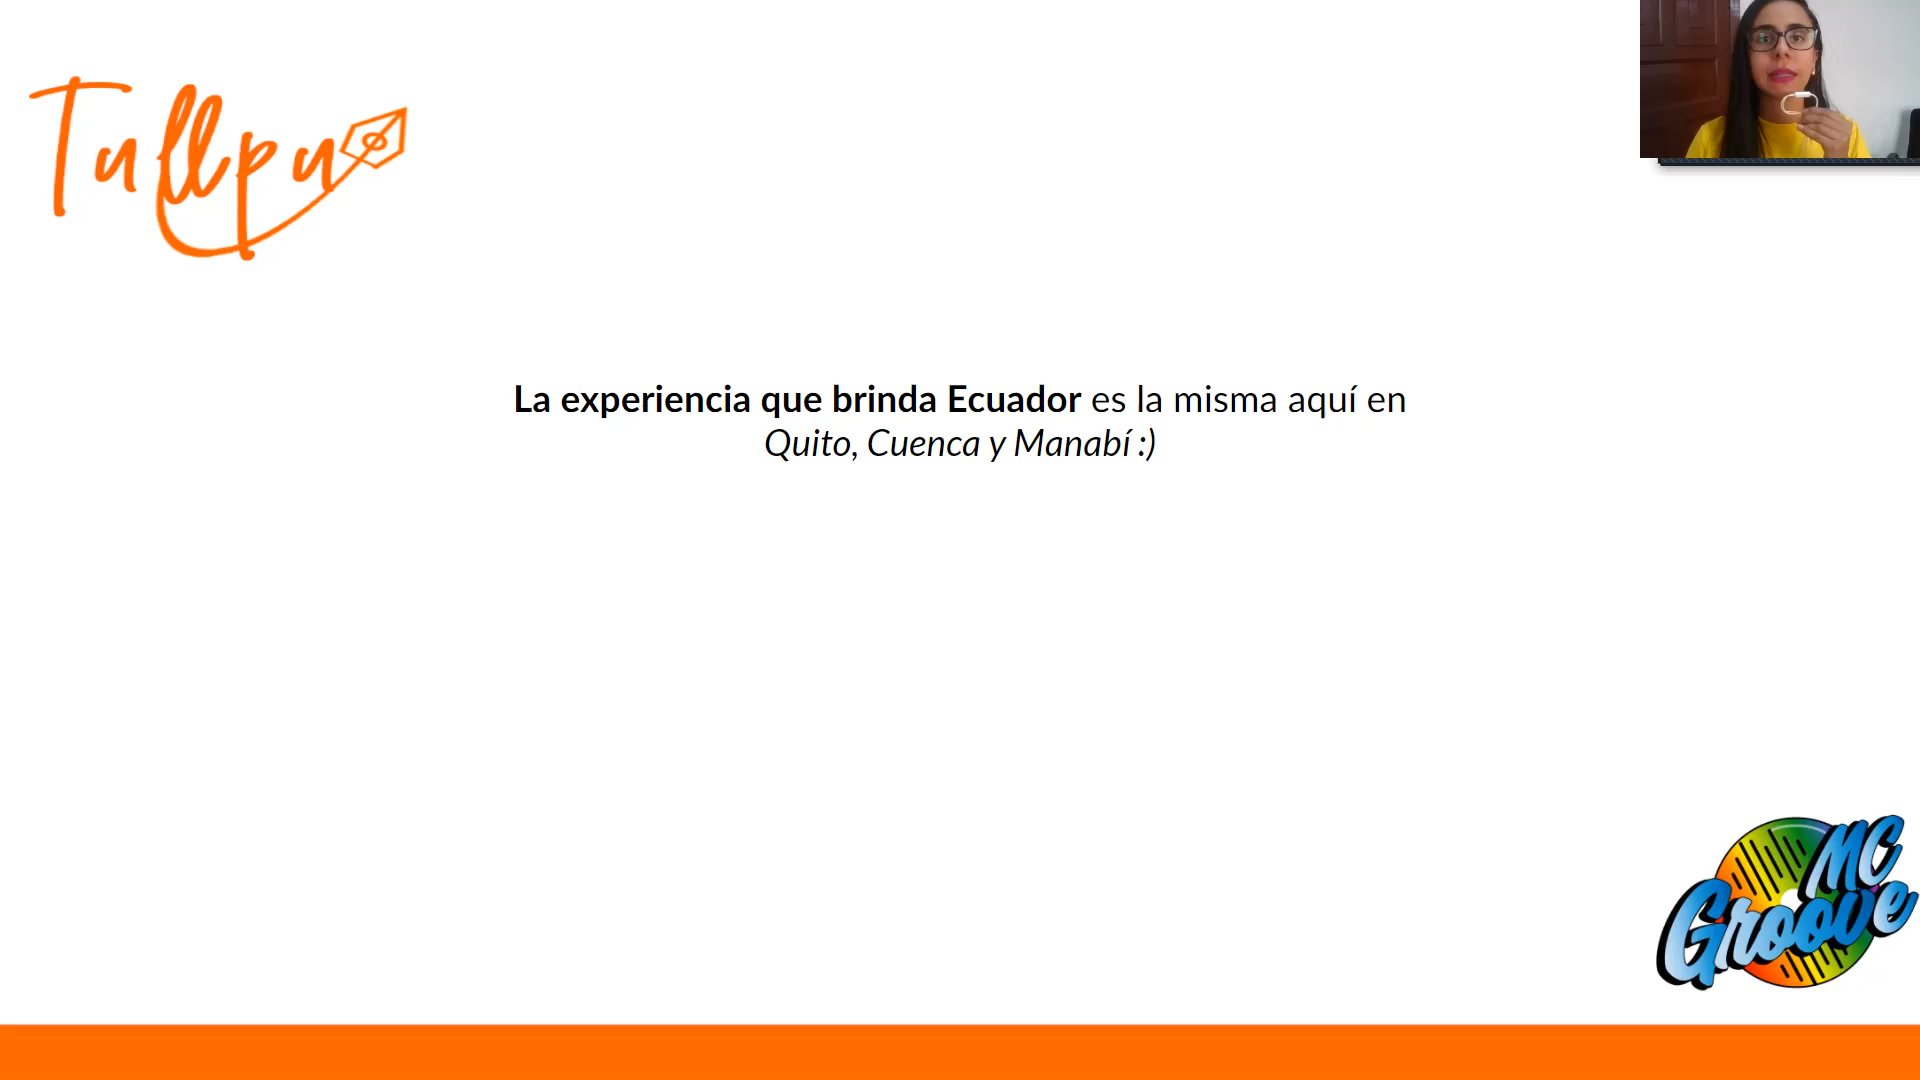 Tullpu
La experiencia que brinda Ecuador es la misma aquí en
Quito, Cuenca y Manabí :)
MC
Groove